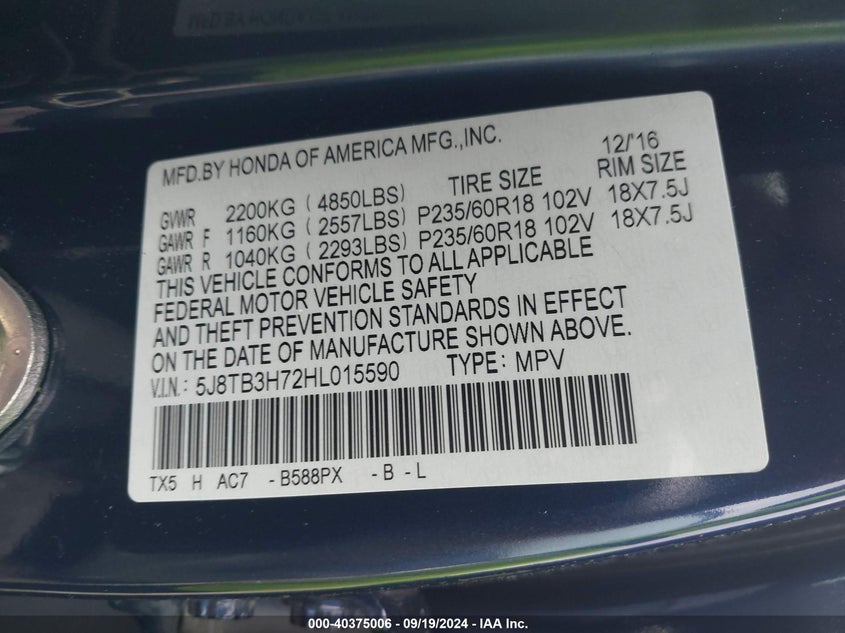 MFD.BY HONDA OF AMERICA MFG.,INC. 12/'16
TIRE SIZE RIM SIZE
GVWR 2200KG ( 4850LBS)
GAWR F 1160KG ( 2557LBS) P235/60R18 102V 18X7.5J
GAWR R 1040KG ( 2293LBS) P235/60R18 102V 18X7.5J
THIS VEHICLE CONFORMS TO ALL APPLICABLE
FEDERAL MOTOR VEHICLE SAFETY
AND THEFT PREVENTION STANDARDS IN EFFECT
ON THE DATE OF MANUFACTURE SHOWN ABOVE.
V.I.N.: 5J8TB3H72HL015590 TYPE: MPV
TX5 H AC7 -B588PX -B -L
000-40375006 - 09/19/2024 - IAA Inc.